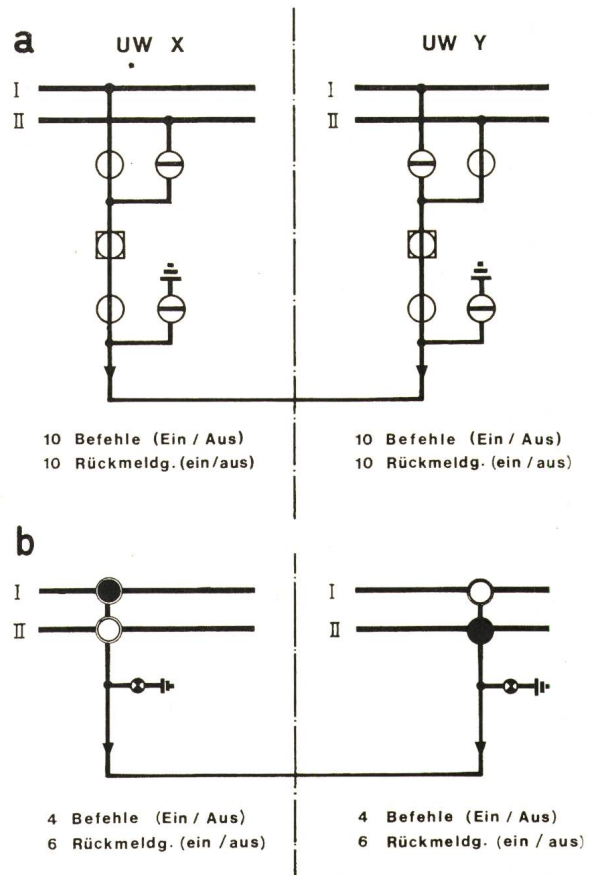 a
UW X
UW Y
I
I
II
II
10 Befehle (Ein / Aus)
10 Rückmeldg. (ein/aus)
10 Befehle (Ein / Aus)
10 Rückmeldg. (ein/aus)
b
I
I
II
II
4 Befehle (Ein / Aus)
6 Rückmeldg. (ein /aus)
4 Befehle (Ein / Aus)
6 Rückmeldg. (ein / aus)